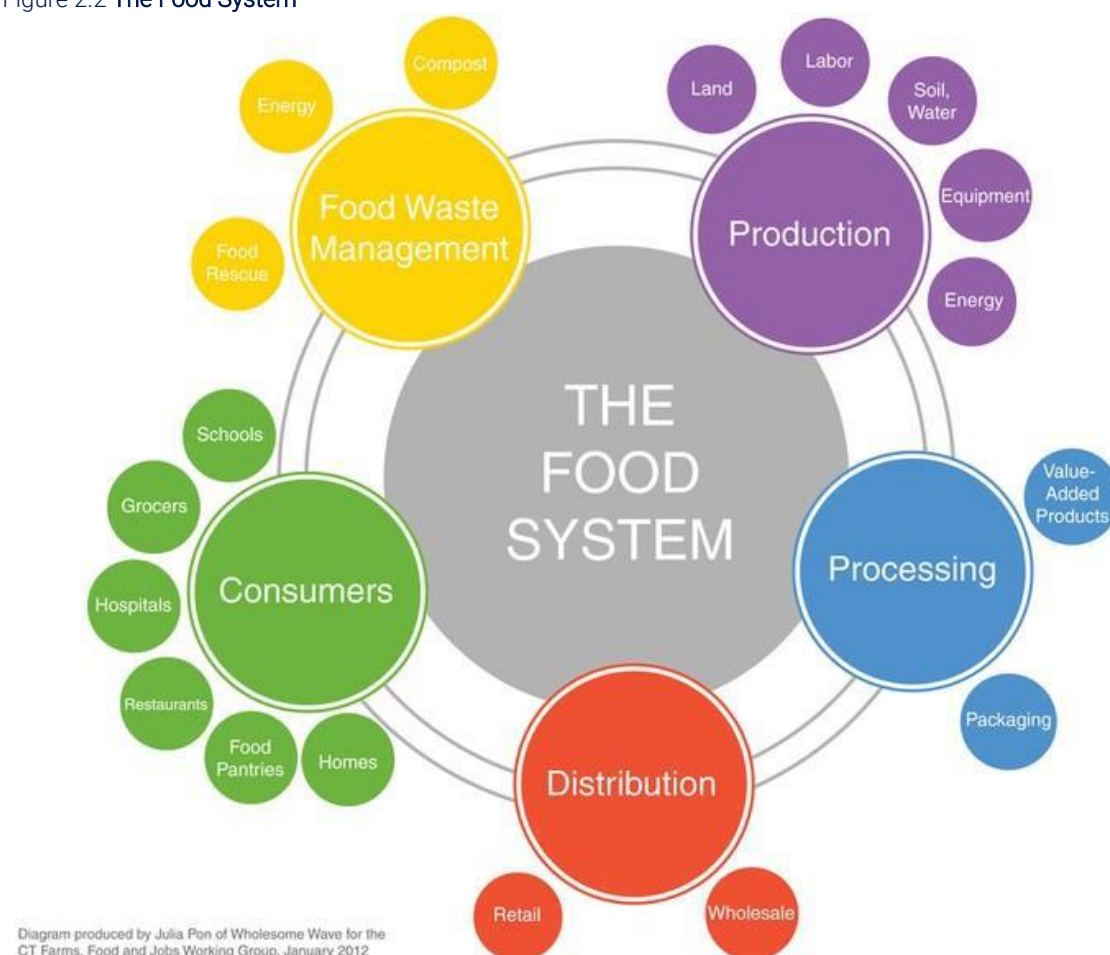 Figure 2.2 The Food System
Compost
Energy
Food Waste
Management
Food
Rescue
Land
Labor
Soil,
Water
Equipment
Energy
Production
THE
FOOD
SYSTEM
Schools
Grocers
Hospitals
Restaurants
Food
Pantries
Homes
Consumers
Value-
Added
Products
Processing
Packaging
Distribution
Retail
Wholesale
Diagram produced by Julia Pon of Wholesome Wave for the
CT Farms, Food and Jobs Working Group, January 2012